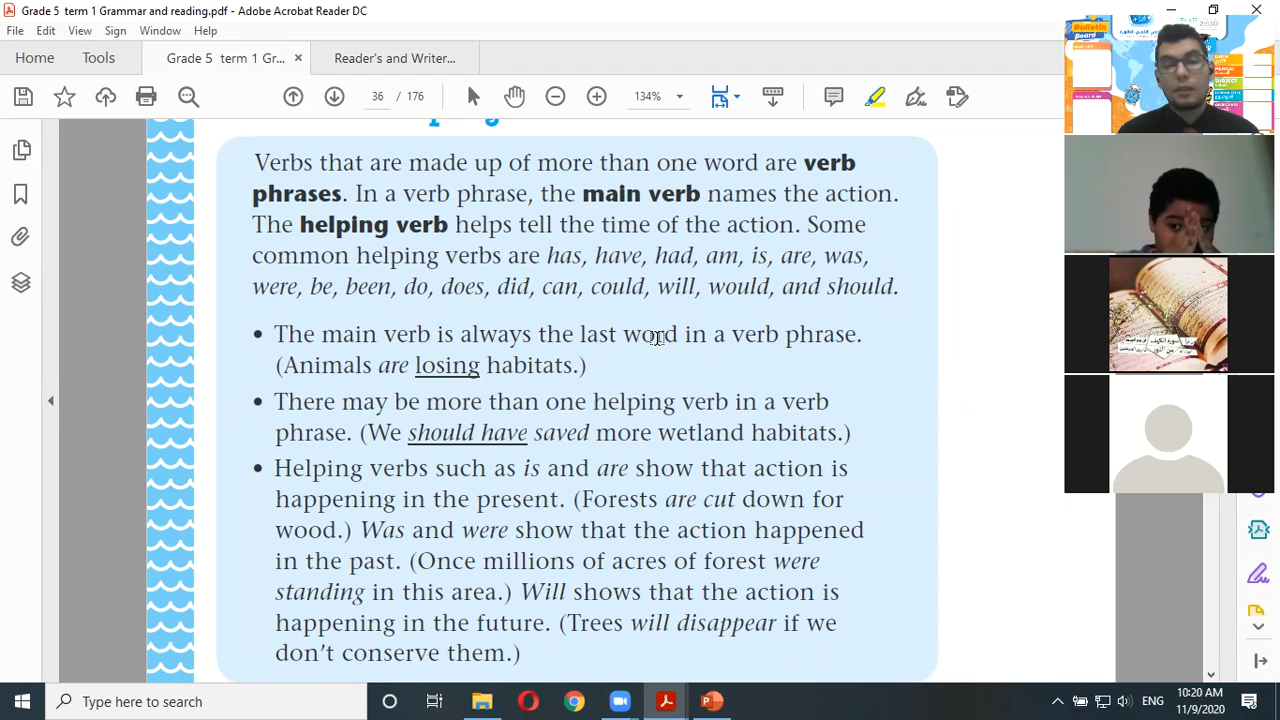 Grade 5 term 1 Grammar and reading.pdf - Adobe Acrobat Reader DC
File Edit View Sign Window Help
Home Tools Grade 5 term 1 Gr... × Reader's and Writer...
/ 176 134%
Verbs that are made up of more than one word are verb
phrases. In a verb phrase, the main verb names the action.
The helping verb helps tell the time of the action. Some
common helping verbs are has, have, had, am, is, are, was,
were, be, been, do, does, did, can, could, will, would, and should.
• The main verb is always the last word in a verb phrase.
(Animals are losing habitats.)
• There may be more than one helping verb in a verb
phrase. (We should have saved more wetland habitats.)
• Helping verbs such as is and are show that action is
happening in the present. (Forests are cut down for
wood.) Was and were show that the action happened
in the past. (Once millions of acres of forest were
standing in this area.) Will shows that the action is
happening in the future. (Trees will disappear if we
don't conserve them.)
Bulletin
Board
Type here to search
ENG
10:20 AM
11/9/2020